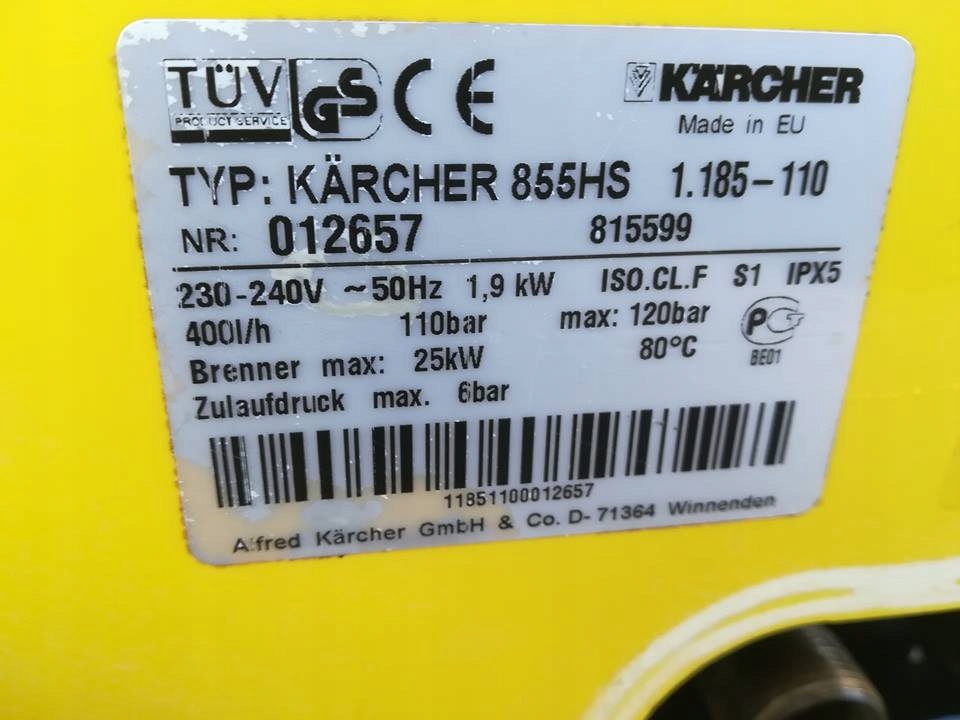 TÜV GS CE KÄRCHER
PRODUCT SERVICE
Made in EU
TYP: KÄRCHER 855HS 1.185-110
NR: 012657 815599
230-240V ~50Hz 1,9 kW ISO.CL.F S1 IPX5
400l/h 110bar max: 120bar
Brenner max: 25kW 80°C
BE01
Zulaufdruck max. 6bar
11851100012657
Alfred Kärcher GmbH & Co. D- 71364 Winnenden